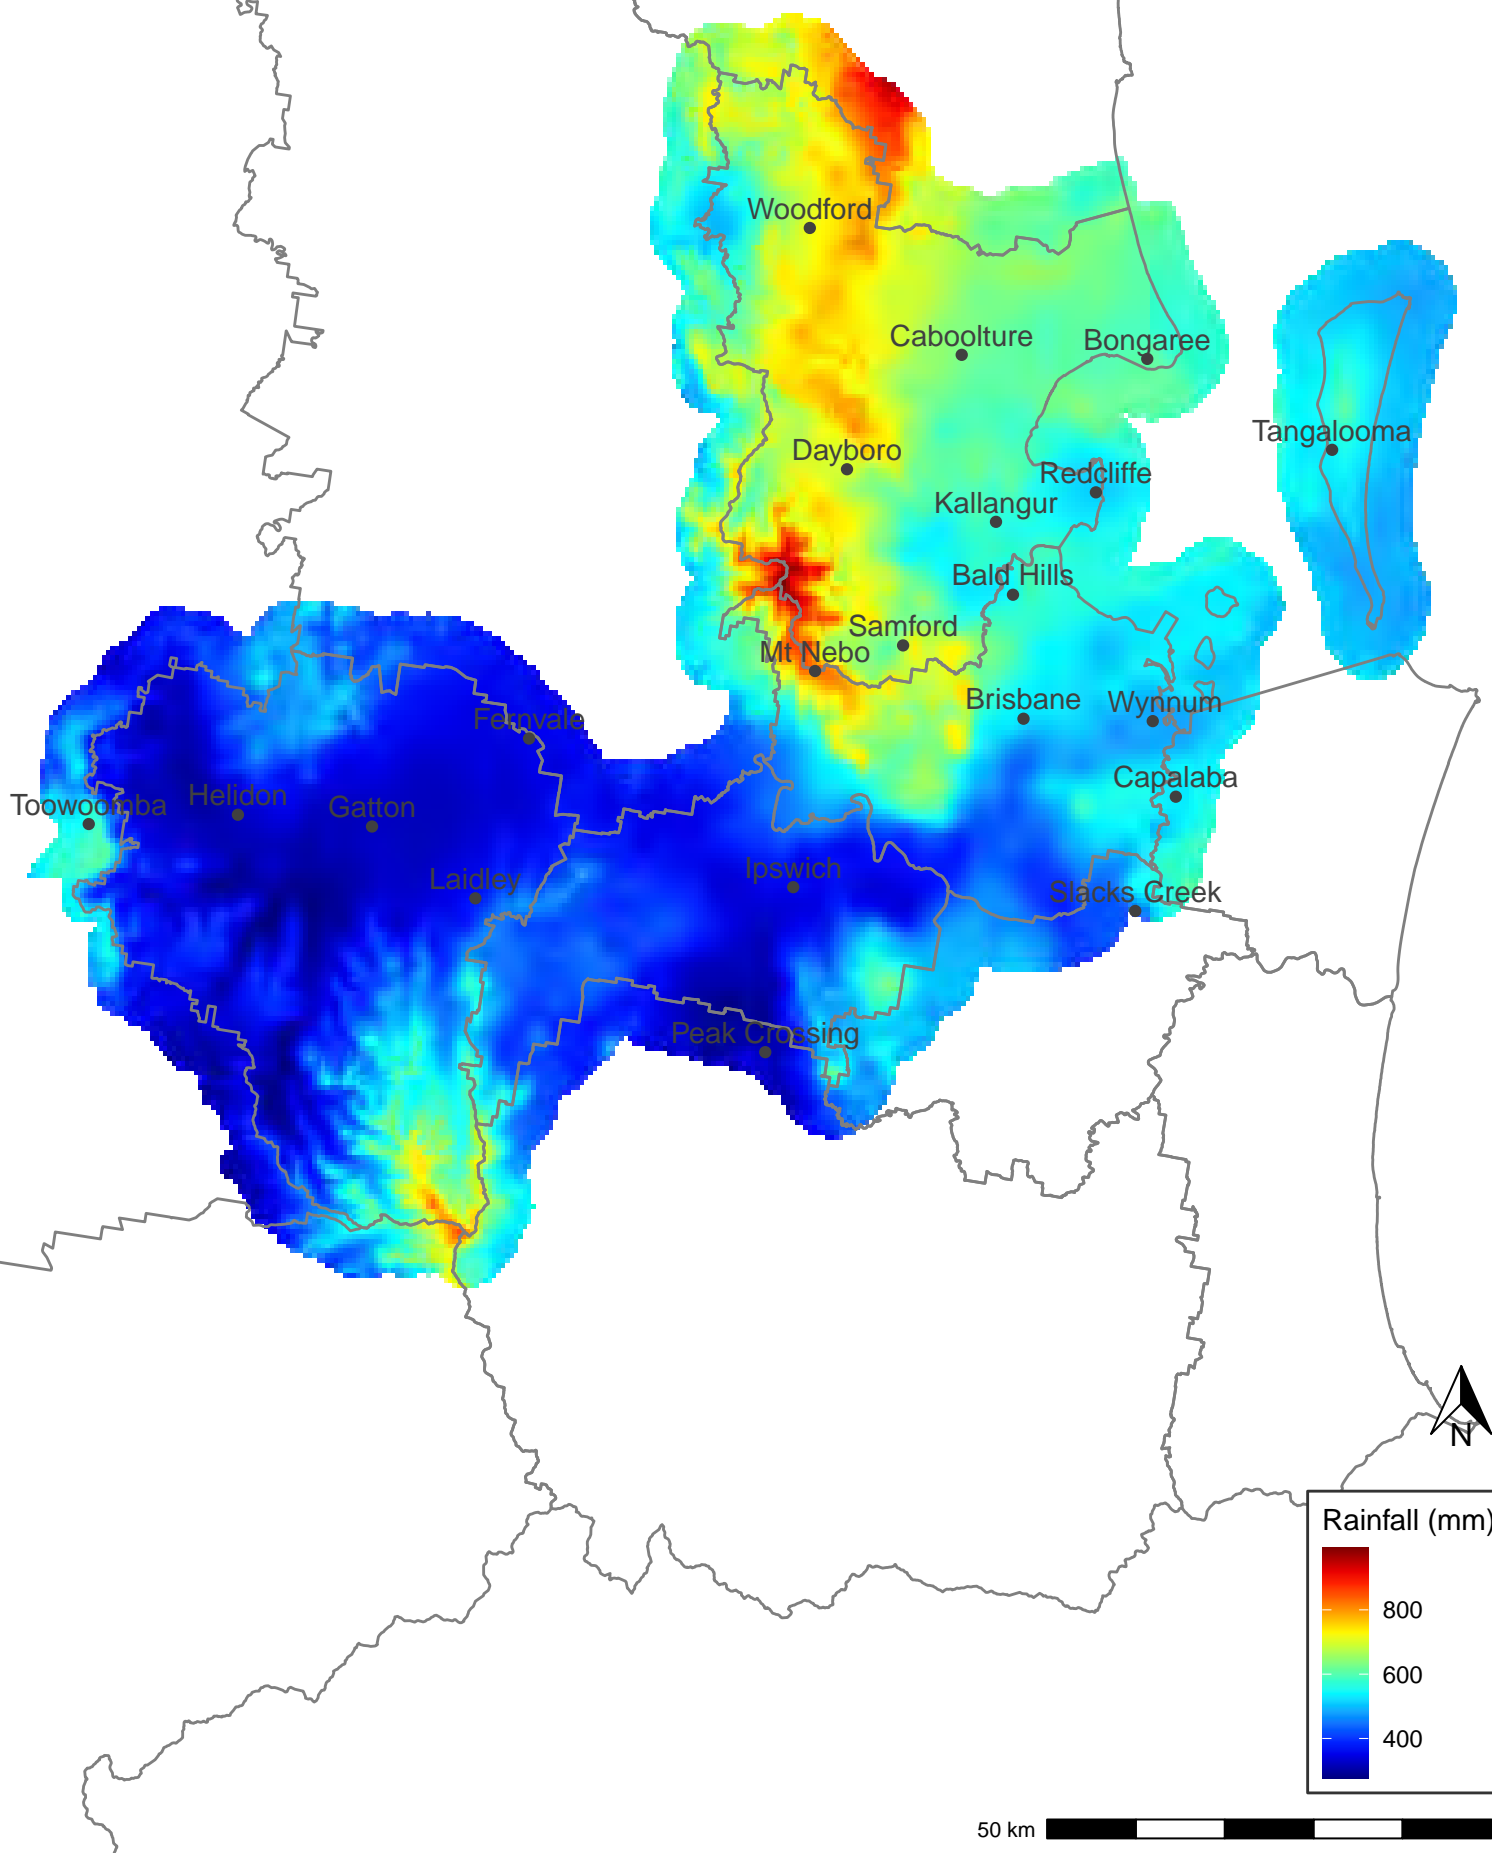 Woodford
Caboolture
Bongaree
Tangalooma
Dayboro
Redcliffe
Kallangur
Bald Hills
Samford
Mt Nebo
Brisbane
Wynnum
Fernvale
Capalaba
Toowoomba
Helidon
Gatton
Laidley
Ipswich
Slacks Creek
Peak Crossing
N
Rainfall (mm)
800
600
400
50 km